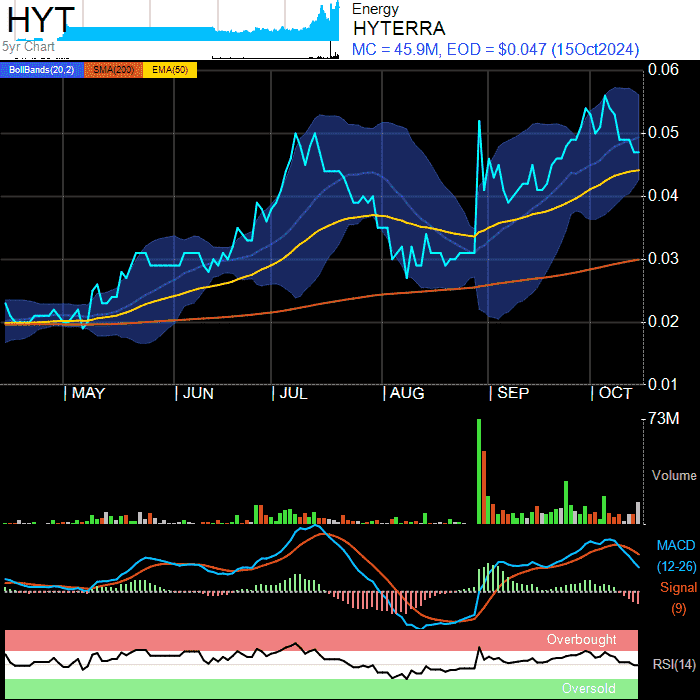 HYT
Energy
HYTERRA
5yr Chart
MC = 45.9M, EOD = $0.047 (15Oct2024)
BollBands(20,2) SMA(200) EMA(50)
0.06
0.05
0.04
0.03
0.02
0.01
MAY JUN JUL AUG SEP OCT
73M
Volume
MACD
(12-26)
Signal
(9)
Overbought
RSI(14)
Oversold